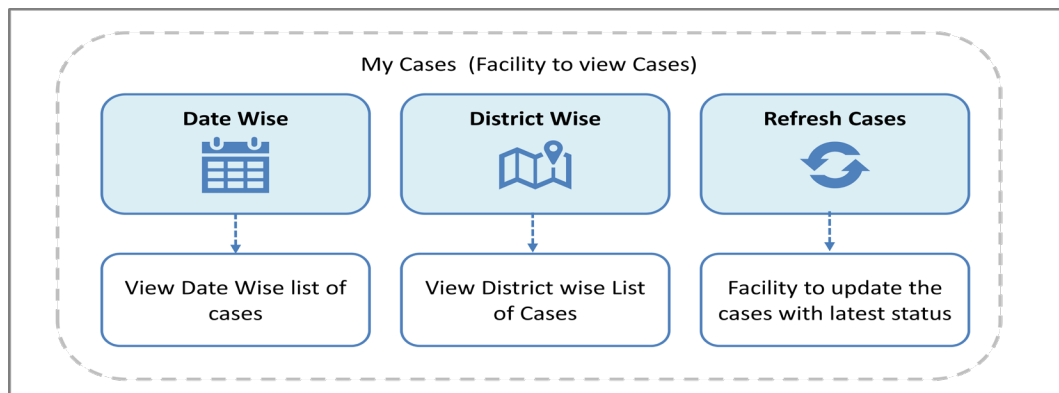 My Cases  (Facility to view Cases)
Date Wise
District Wise
Refresh Cases
View Date Wise list of
cases
View District wise List
of Cases
Facility to update the
cases with latest status